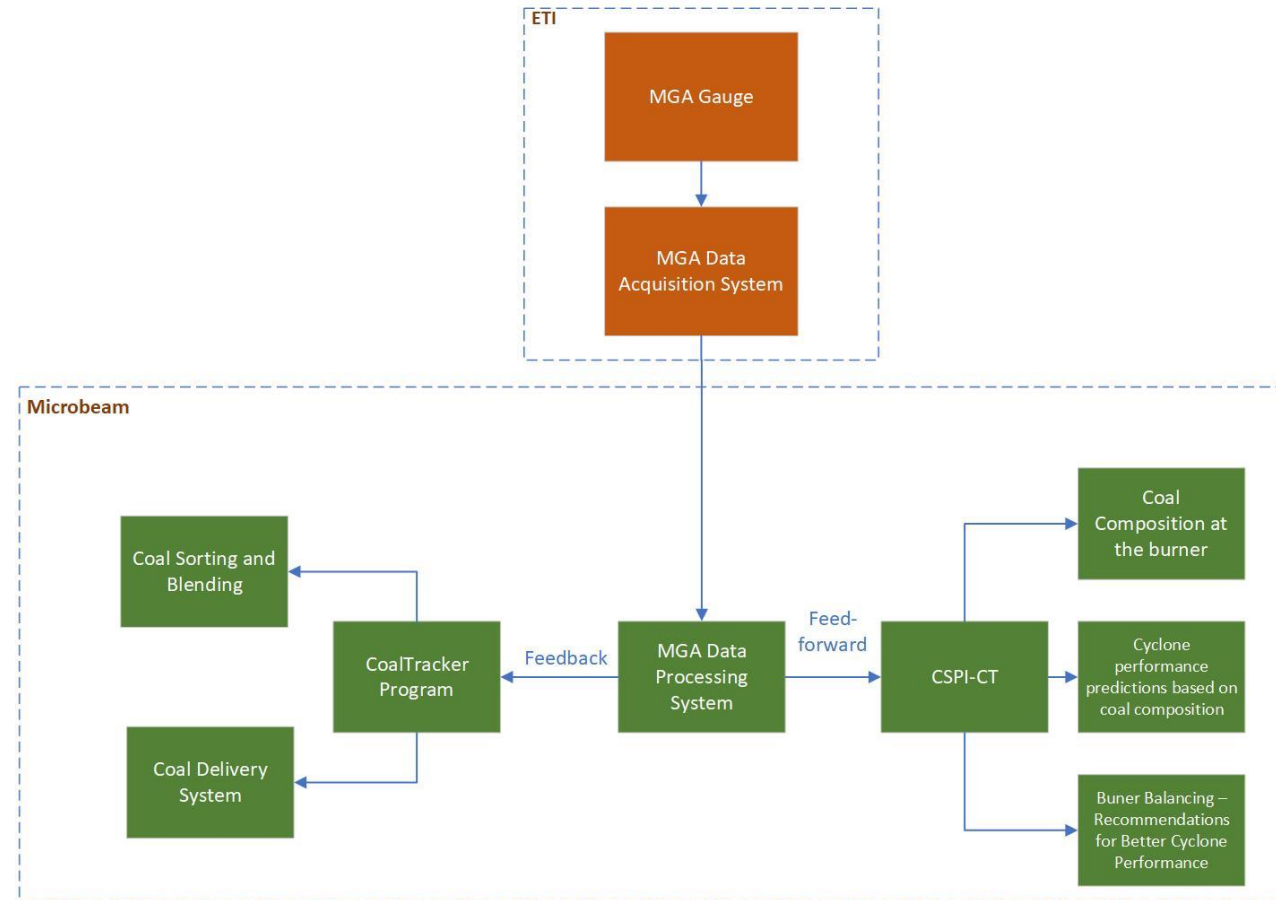 ETI
MGA Gauge
MGA Data
Acquisition System
Microbeam
Coal Sorting and
Blending
Coal Delivery
System
CoalTracker
Program
Feedback
MGA Data
Processing
System
Feed-
forward
CSPI-CT
Coal
Composition at
the burner
Cyclone
performance
predictions based on
coal composition
Buner Balancing –
Recommendations
for Better Cyclone
Performance